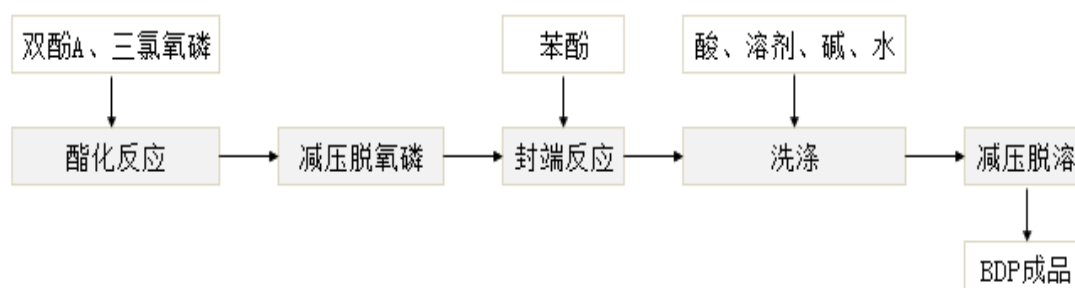 双酚A、三氯氧磷
苯酚
酸、溶剂、碱、水
酯化反应
减压脱氧磷
封端反应
洗涤
减压脱溶
BDP成品